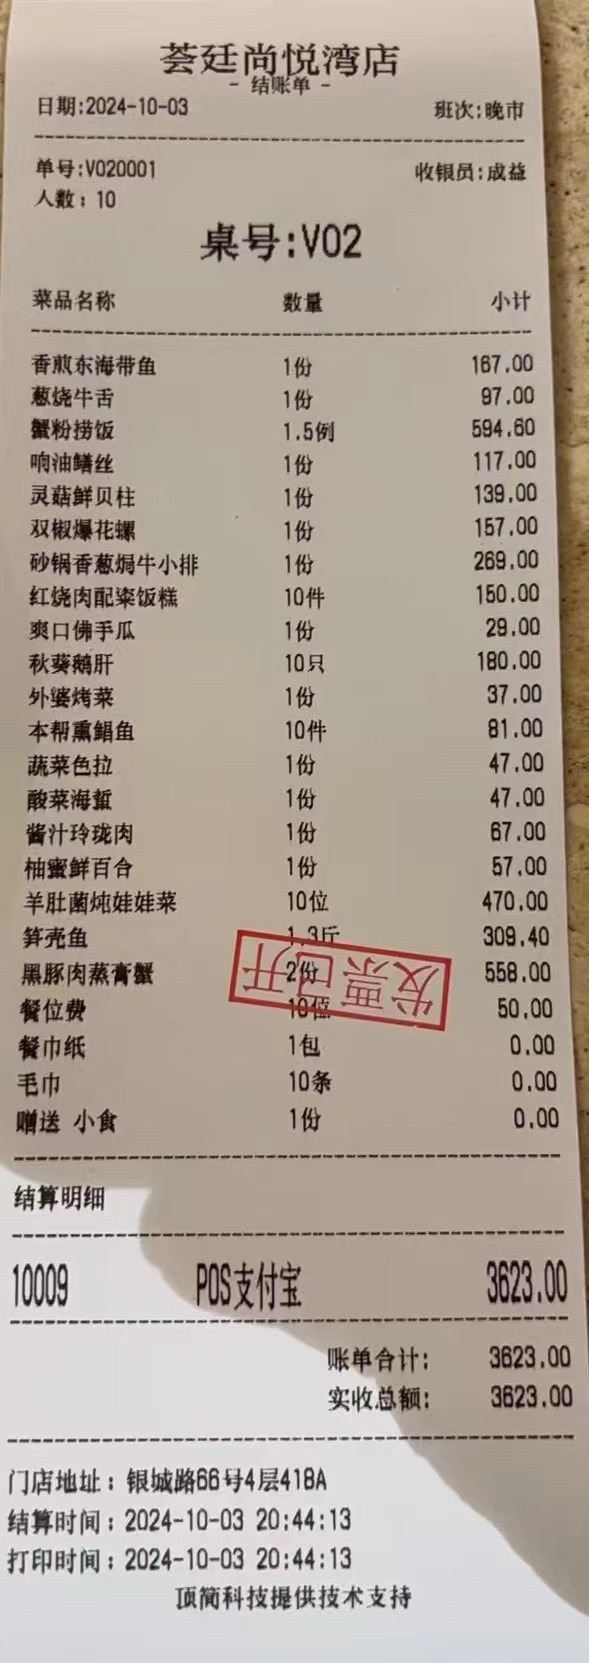 荟廷尚悦湾店
- 结账单 -
日期:2024-10-03 班次:晚市
单号:V020001 收银员:成益
人数: 10
桌号:V02
菜品名称 数量 小计
香煎东海带鱼 1份 167.00
葱烧牛舌 1份 97.00
蟹粉捞饭 1.5例 594.60
响油鳝丝 1份 117.00
灵菇鲜贝柱 1份 139.00
双椒爆花螺 1份 157.00
砂锅香葱焗牛小排 1份 269.00
红烧肉配粢饭糕 10件 150.00
爽口佛手瓜 1份 29.00
秋葵鹅肝 10只 180.00
外婆烤菜 1份 37.00
本帮熏鲳鱼 10件 81.00
蔬菜色拉 1份 47.00
酸菜海蜇 1份 47.00
酱汁玲珑肉 1份 67.00
柚蜜鲜百合 1份 57.00
羊肚菌炖娃娃菜 10位 470.00
笋壳鱼 1.3斤 309.40
黑豚肉蒸膏蟹 2份 558.00
发票已开
餐位费 10位 50.00
餐巾纸 1包 0.00
毛巾 10条 0.00
赠送 小食 1份 0.00
结算明细
10009 POS支付宝 3623.00
账单合计: 3623.00
实收总额: 3623.00
门店地址: 银城路66号4层418A
结算时间: 2024-10-03 20:44:13
打印时间: 2024-10-03 20:44:13
顶简科技提供技术支持